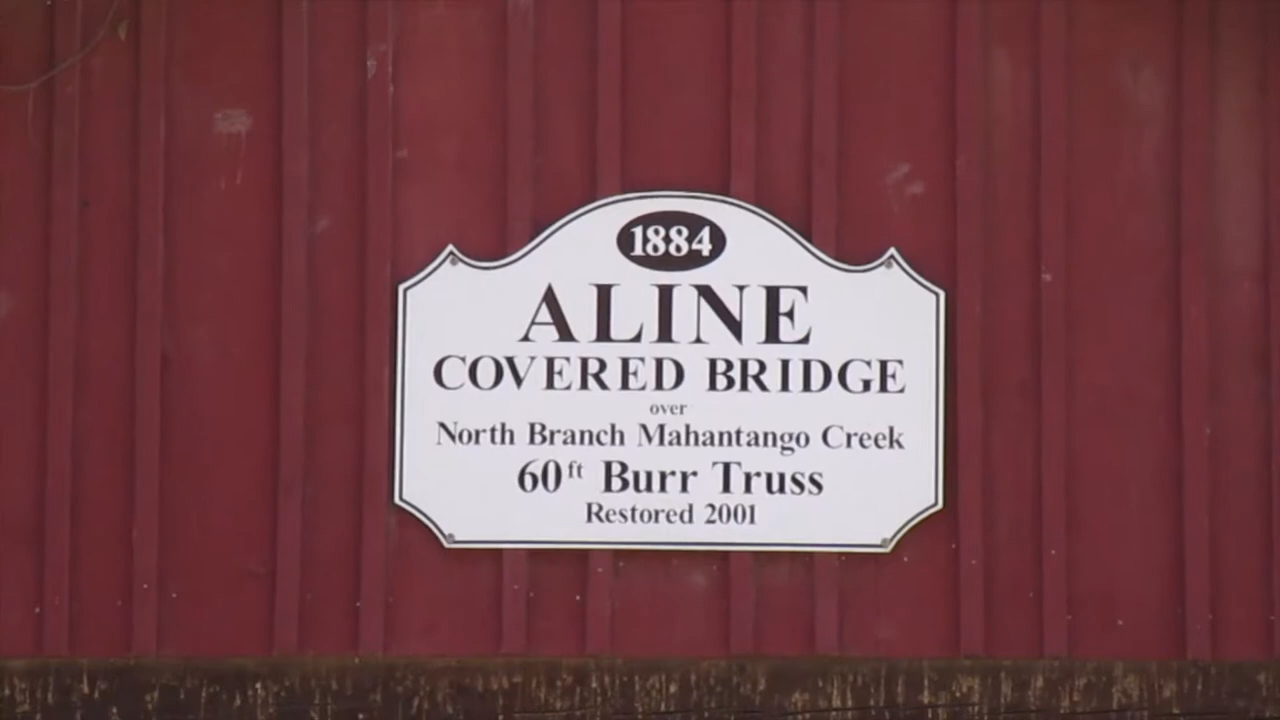 1884
ALINE
COVERED BRIDGE
over
North Branch Mahantango Creek
60ft Burr Truss
Restored 2001